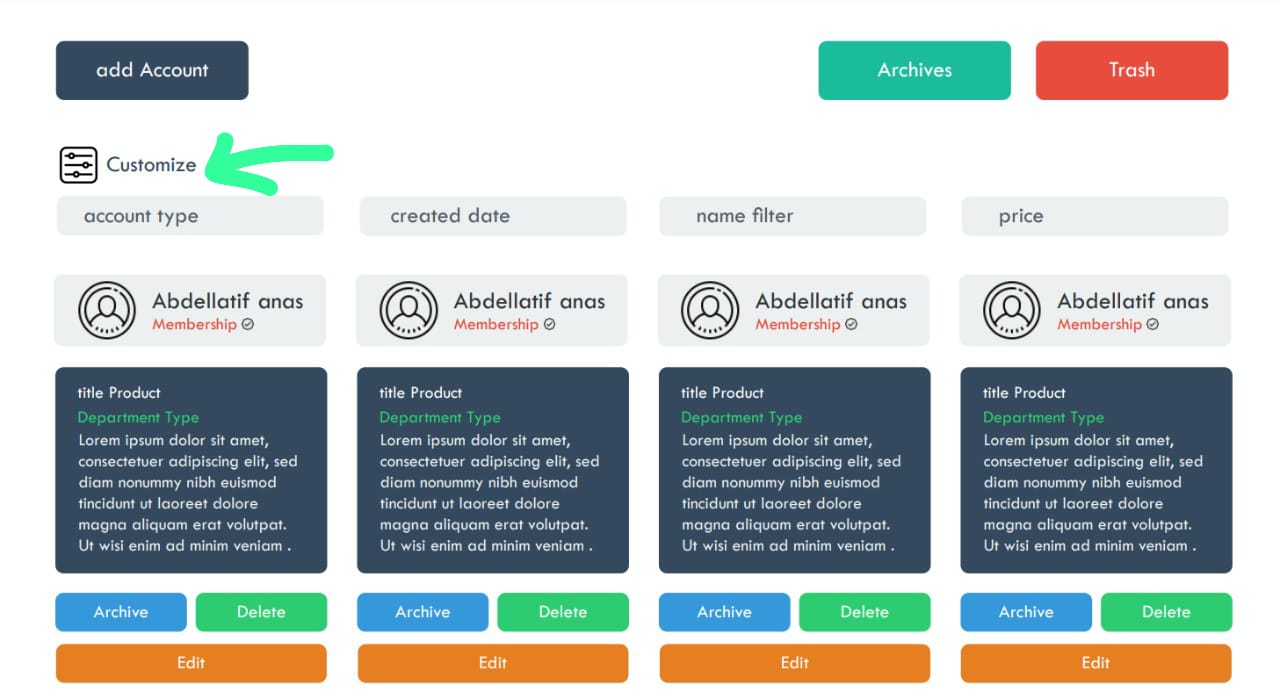 add Account
Archives
Trash
Customize
account type
created date
name filter
price
Abdellatif anas
Membership
Abdellatif anas
Membership
Abdellatif anas
Membership
Abdellatif anas
Membership
title Product
Department Type
Lorem ipsum dolor sit amet,
consectetuer adipiscing elit, sed
diam nonummy nibh euismod
tincidunt ut laoreet dolore
magna aliquam erat volutpat.
Ut wisi enim ad minim veniam .
title Product
Department Type
Lorem ipsum dolor sit amet,
consectetuer adipiscing elit, sed
diam nonummy nibh euismod
tincidunt ut laoreet dolore
magna aliquam erat volutpat.
Ut wisi enim ad minim veniam .
title Product
Department Type
Lorem ipsum dolor sit amet,
consectetuer adipiscing elit, sed
diam nonummy nibh euismod
tincidunt ut laoreet dolore
magna aliquam erat volutpat.
Ut wisi enim ad minim veniam .
title Product
Department Type
Lorem ipsum dolor sit amet,
consectetuer adipiscing elit, sed
diam nonummy nibh euismod
tincidunt ut laoreet dolore
magna aliquam erat volutpat.
Ut wisi enim ad minim veniam .
Archive
Delete
Archive
Delete
Archive
Delete
Archive
Delete
Edit
Edit
Edit
Edit